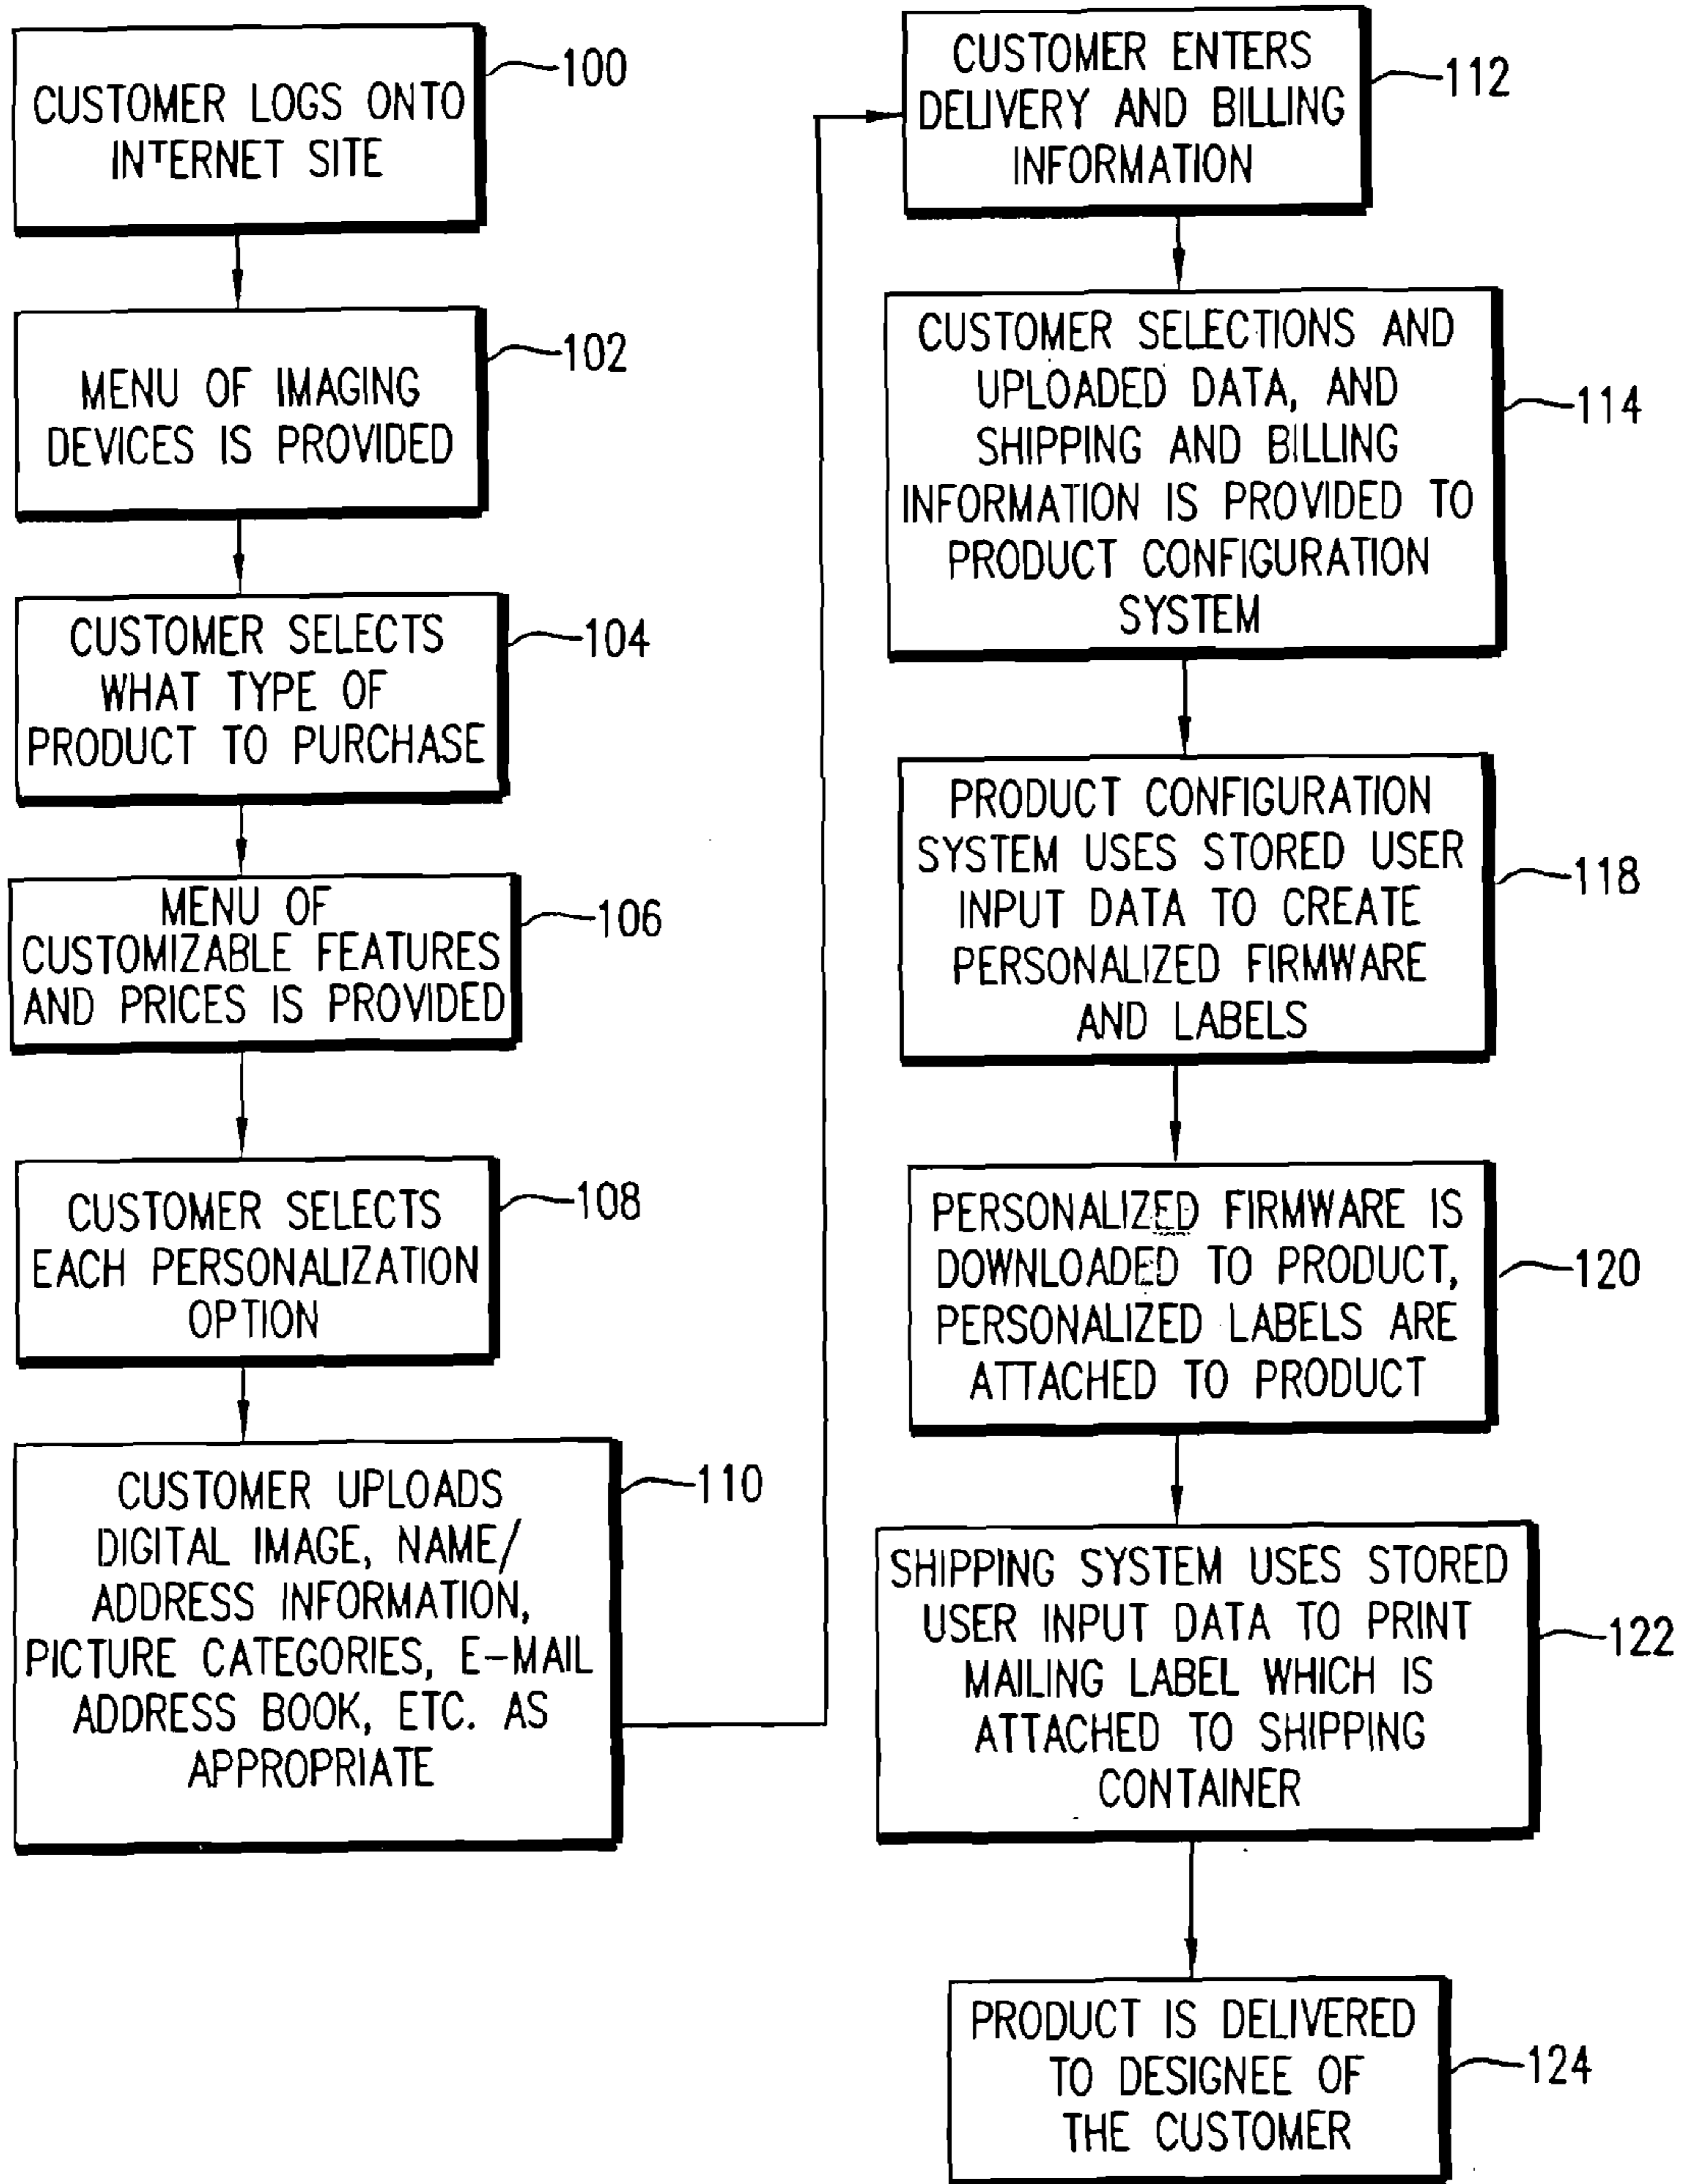 CUSTOMER LOGS ONTO
INTERNET SITE
100
MENU OF IMAGING
DEVICES IS PROVIDED
102
CUSTOMER SELECTS
WHAT TYPE OF
PRODUCT TO PURCHASE
104
MENU OF
CUSTOMIZABLE FEATURES
AND PRICES IS PROVIDED
106
CUSTOMER SELECTS
EACH PERSONALIZATION
OPTION
108
CUSTOMER UPLOADS
DIGITAL IMAGE, NAME/
ADDRESS INFORMATION,
PICTURE CATEGORIES, E-MAIL
ADDRESS BOOK, ETC. AS
APPROPRIATE
110
CUSTOMER ENTERS
DELIVERY AND BILLING
INFORMATION
112
CUSTOMER SELECTIONS AND
UPLOADED DATA, AND
SHIPPING AND BILLING
INFORMATION IS PROVIDED TO
PRODUCT CONFIGURATION
SYSTEM
114
PRODUCT CONFIGURATION
SYSTEM USES STORED USER
INPUT DATA TO CREATE
PERSONALIZED FIRMWARE
AND LABELS
118
PERSONALIZED FIRMWARE IS
DOWNLOADED TO PRODUCT,
PERSONALIZED LABELS ARE
ATTACHED TO PRODUCT
120
SHIPPING SYSTEM USES STORED
USER INPUT DATA TO PRINT
MAILING LABEL WHICH IS
ATTACHED TO SHIPPING
CONTAINER
122
PRODUCT IS DELIVERED
TO DESIGNEE OF
THE CUSTOMER
124